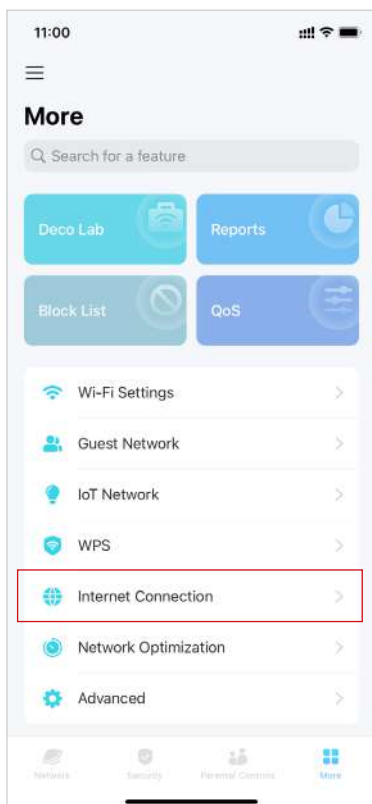 11:00
More
Search for a feature
Deco Lab
Reports
Block List
QoS
Wi-Fi Settings
Guest Network
IoT Network
WPS
Internet Connection
Network Optimization
Advanced
Network
Security
Parental Controls
More